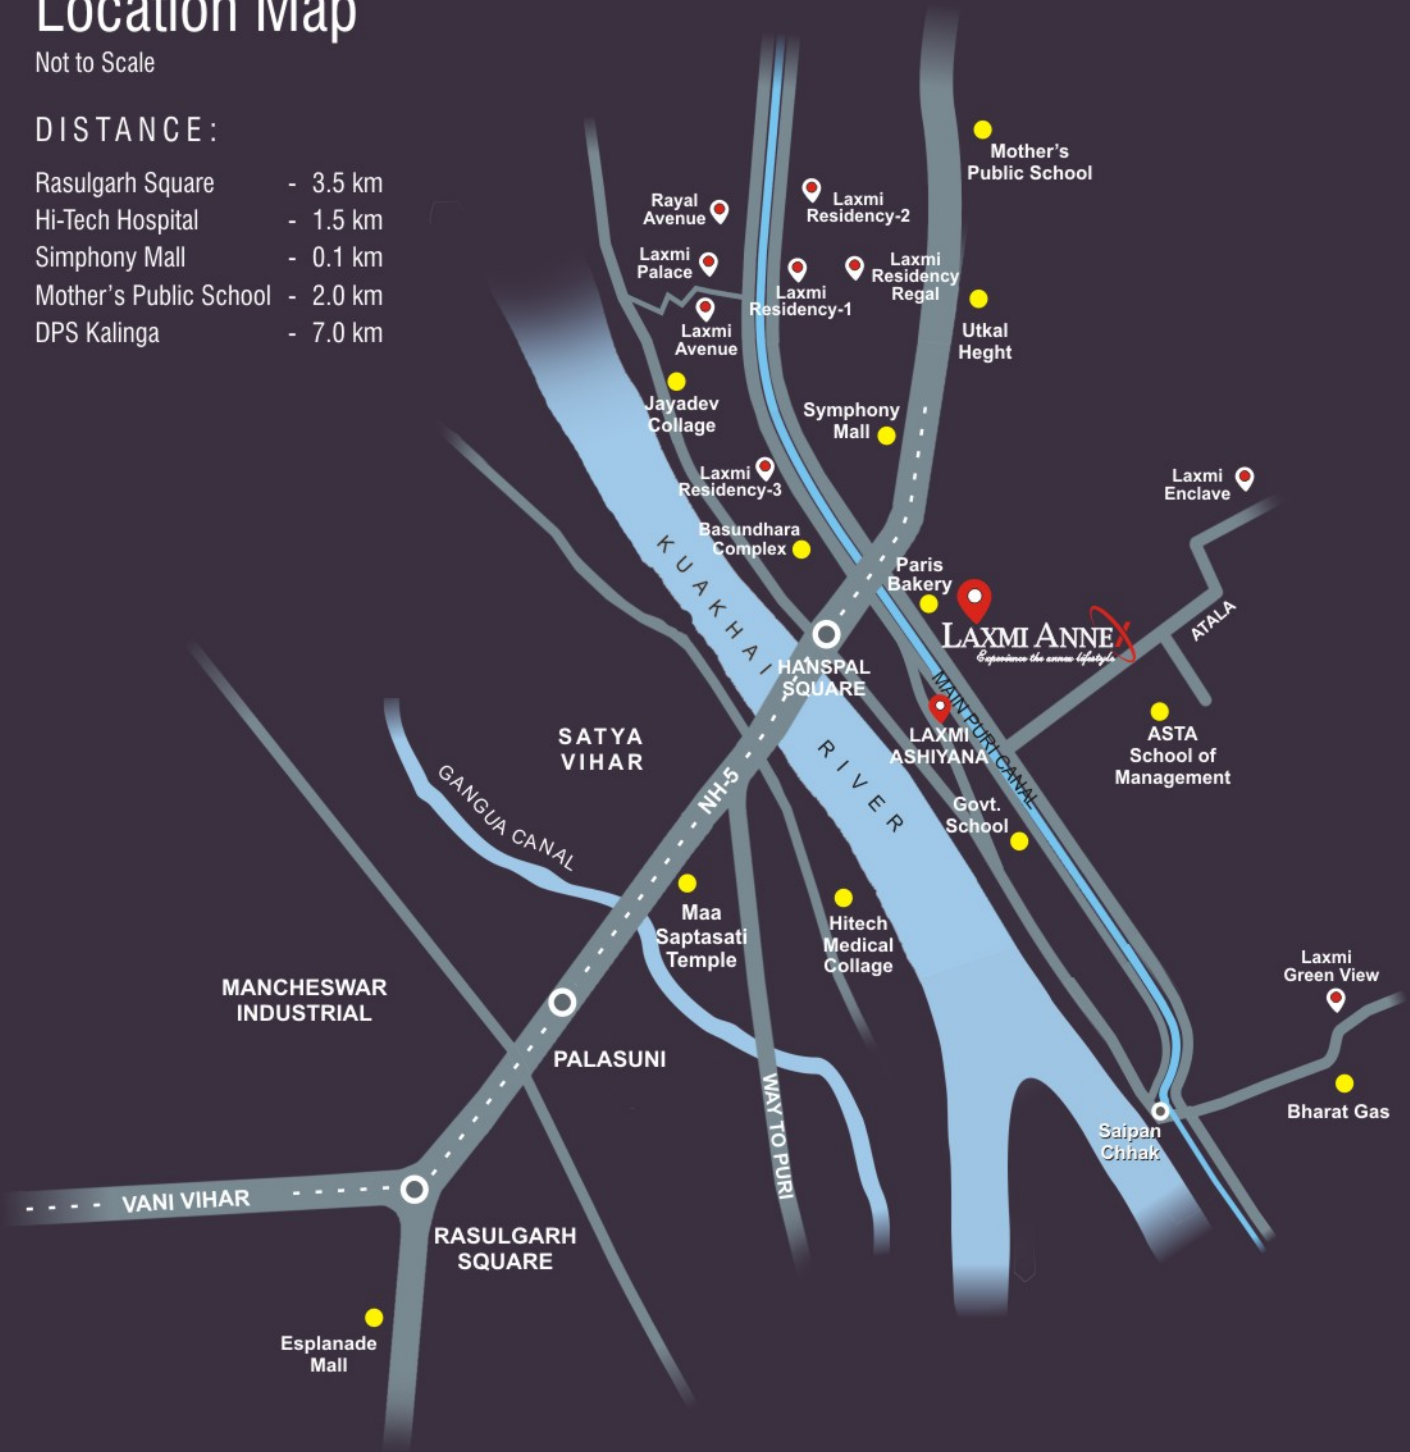 Location Map
Not to Scale
DISTANCE:
Rasulgarh Square - 3.5 km
Hi-Tech Hospital - 1.5 km
Simphony Mall - 0.1 km
Mother's Public School - 2.0 km
DPS Kalinga - 7.0 km
Mother's
Public School
Rayal
Avenue
Laxmi
Residency-2
Laxmi
Palace
Laxmi
Residency-1
Laxmi
Residency
Regal
Laxmi
Avenue
Utkal
Heght
Jayadev
Collage
Symphony
Mall
Laxmi
Residency-3
Laxmi
Enclave
Basundhara
Complex
Paris
Bakery
KUAKHAI
RIVER
LAXMI ANNEX
Experience the annex lifestyle
ATALA
HANSPAL
SQUARE
MAIN PURI CANAL
LAXMI
ASHIYANA
ASTA
School of
Management
SATYA
VIHAR
NH-5
GANGUA CANAL
Govt.
School
Maa
Saptasati
Temple
Hitech
Medical
Collage
MANCHESWAR
INDUSTRIAL
Laxmi
Green View
PALASUNI
WAY TO PURI
Bharat Gas
Saipan
Chhak
VANI VIHAR
RASULGARH
SQUARE
Esplanade
Mall